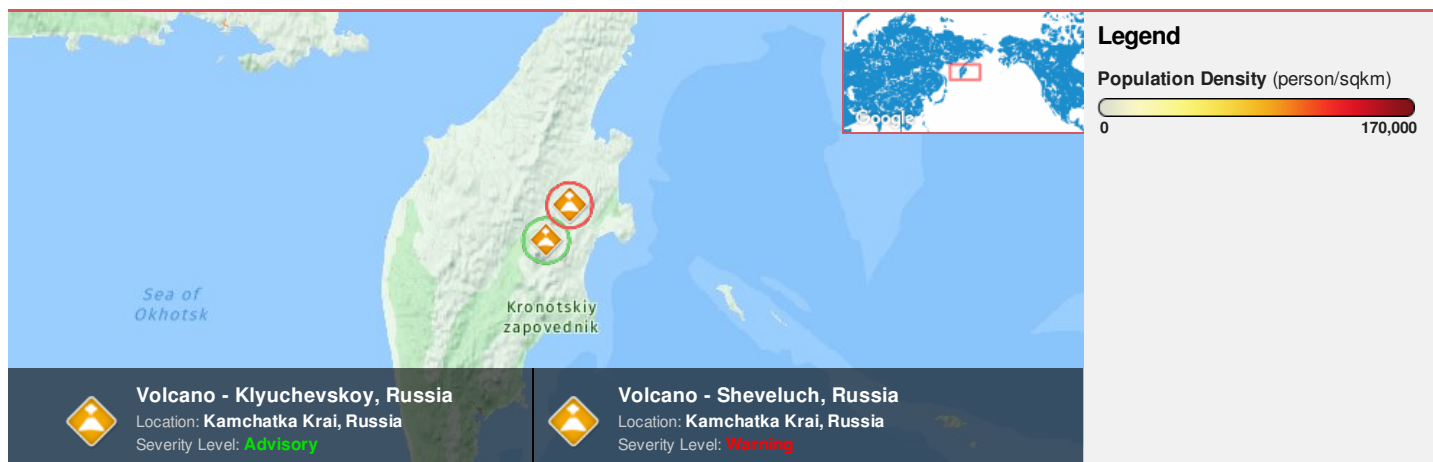 Google
Legend
Population Density (person/sqkm)
0 170,000
Sea of
Okhotsk
Kronotskiy
zapovednik
Volcano - Klyuchevskoy, Russia
Location: Kamchatka Krai, Russia
Severity Level: Advisory
Volcano - Sheveluch, Russia
Location: Kamchatka Krai, Russia
Severity Level: Warning